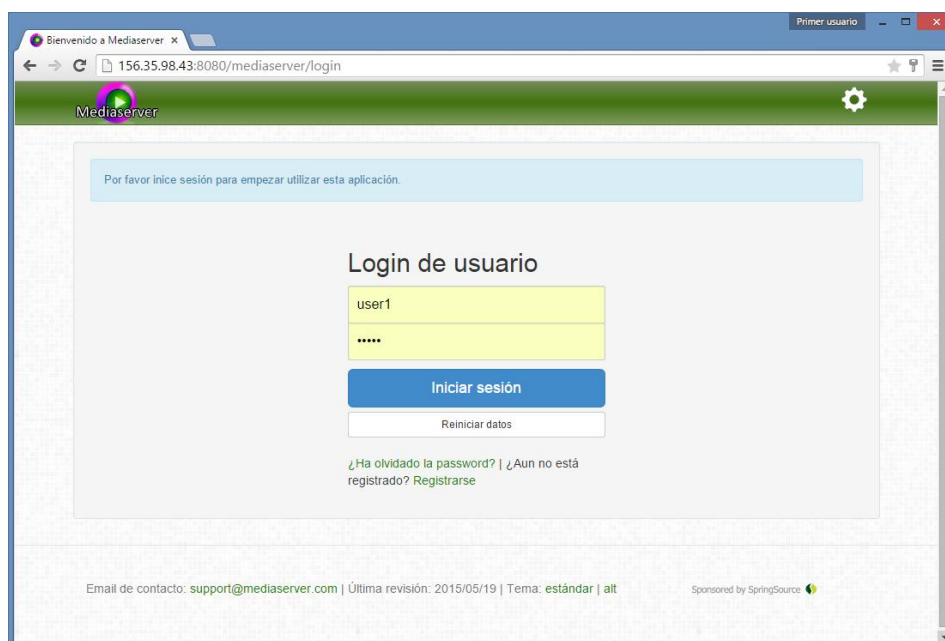 Primer usuario
Bienvenido a Mediaserver
156.35.98.43:8080/mediaserver/login
Mediaserver
Por favor inice sesión para empezar utilizar esta aplicación.
Login de usuario
user1
•••••
Iniciar sesión
Reiniciar datos
¿Ha olvidado la password? | ¿Aun no está
registrado? Registrarse
Email de contacto: support@mediaserver.com | Última revisión: 2015/05/19 | Tema: estándar | alt
Sponsored by SpringSource